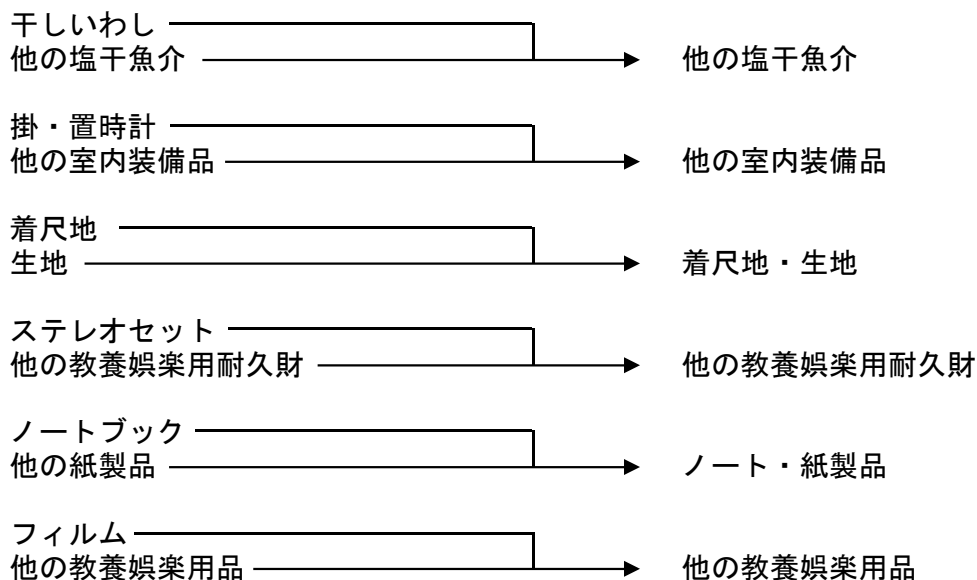 干しいわし
他の塩干魚介 他の塩干魚介
掛・置時計
他の室内装備品 他の室内装備品
着尺地
生地 着尺地・生地
ステレオセット
他の教養娯楽用耐久財 他の教養娯楽用耐久財
ノートブック
他の紙製品 ノート・紙製品
フィルム
他の教養娯楽用品 他の教養娯楽用品